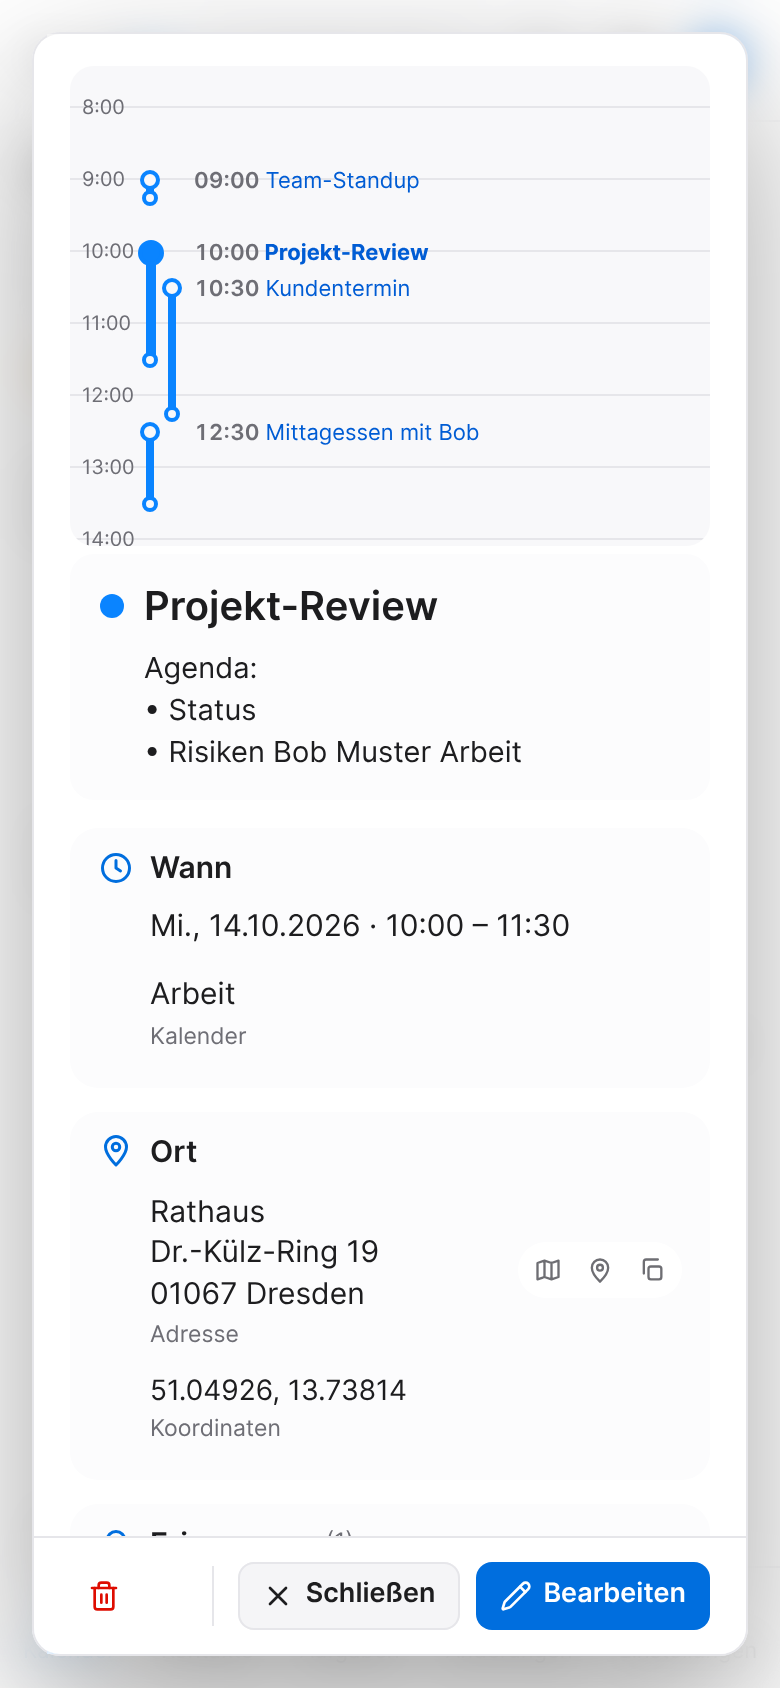 8:00
9:00
09:00 Team-Standup
10:00
10:00 Projekt-Review
10:30 Kundentermin
11:00
12:00
12:30 Mittagessen mit Bob
13:00
14:00
Projekt-Review
Agenda:
• Status
• Risiken Bob Muster Arbeit
Wann
Mi., 14.10.2026 · 10:00 – 11:30
Arbeit
Kalender
Ort
Rathaus
Dr.-Külz-Ring 19
01067 Dresden
Adresse
51.04926, 13.73814
Koordinaten
Schließen
Bearbeiten